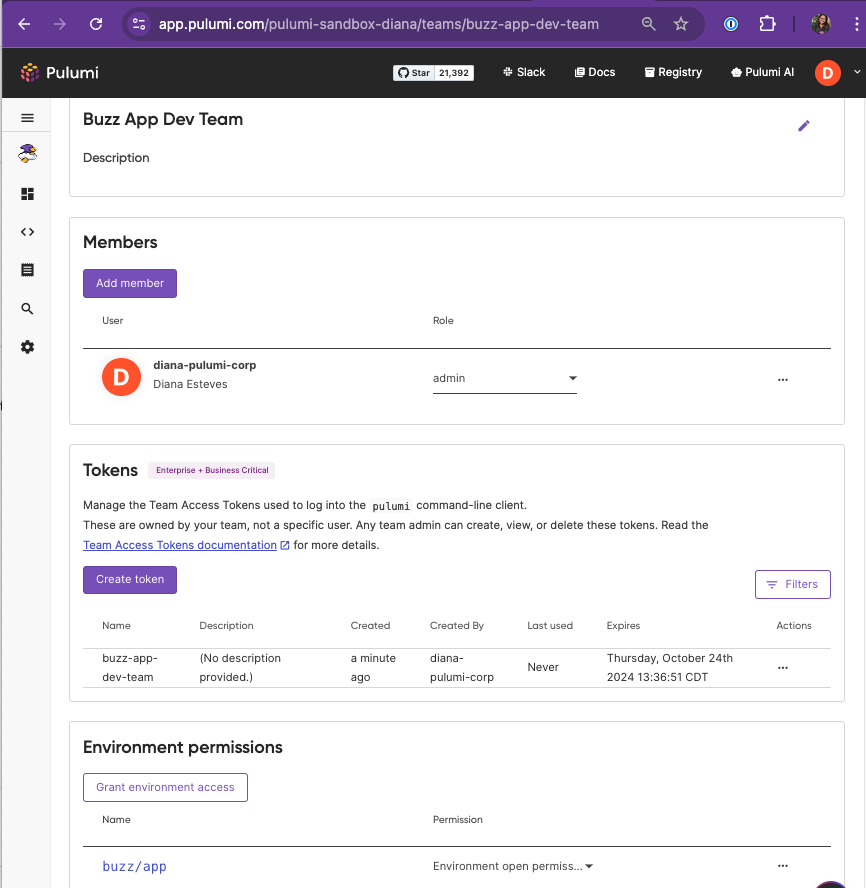 app.pulumi.com/pulumi-sandbox-diana/teams/buzz-app-dev-team
Pulumi
Star 21,392
Slack
Docs
Registry
Pulumi AI
D
Buzz App Dev Team
Description
Members
Add member
User Role
D
diana-pulumi-corp
Diana Esteves
admin
Tokens Enterprise + Business Critical
Manage the Team Access Tokens used to log into the pulumi command-line client.
These are owned by your team, not a specific user. Any team admin can create, view, or delete these tokens. Read the
Team Access Tokens documentation for more details.
Create token
Filters
Name Description Created Created By Last used Expires Actions
buzz-app-
dev-team
(No description
provided.)
a minute
ago
diana-
pulumi-corp
Never
Thursday, October 24th
2024 13:36:51 CDT
Environment permissions
Grant environment access
Name Permission
buzz/app Environment open permiss...